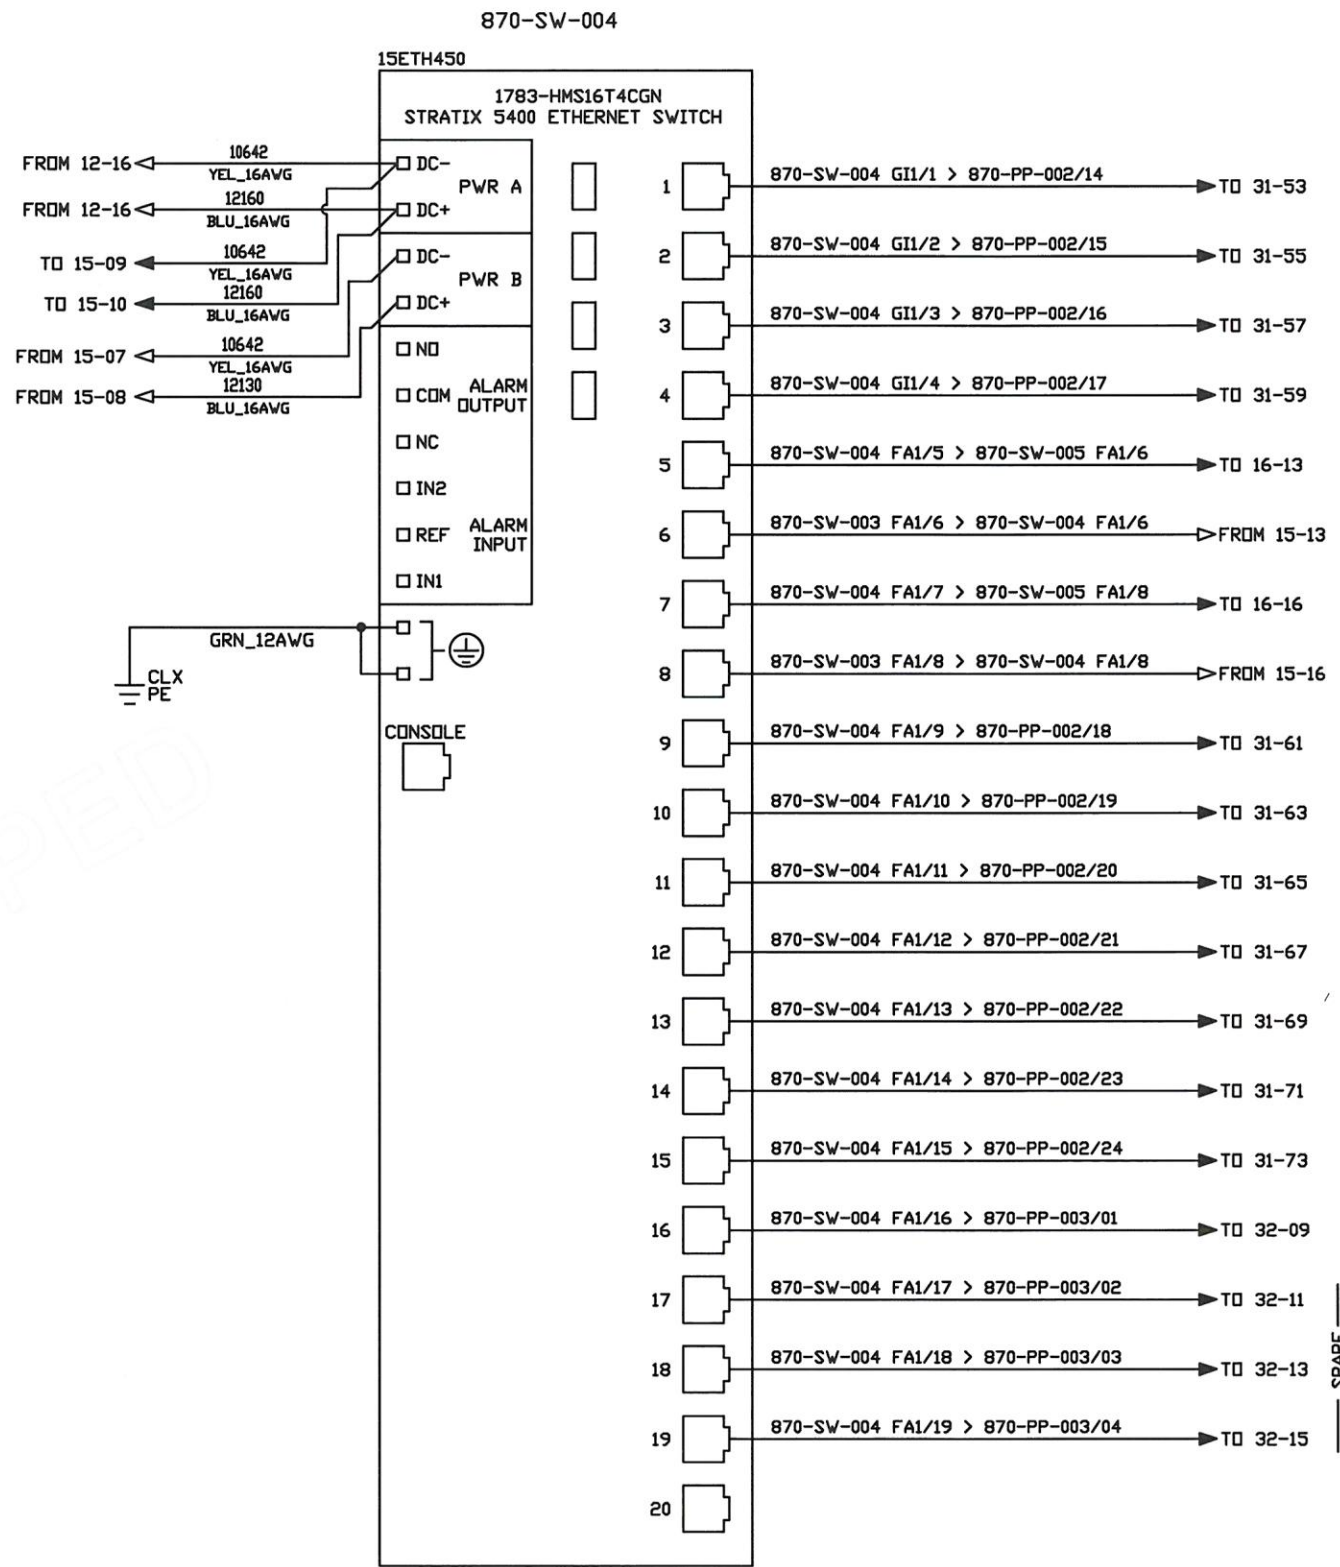 870-SW-004
15ETH450
1783-HMS16T4CGN
STRATIX 5400 ETHERNET SWITCH
FROM 12-16
10642
YEL_16AWG
DC-
PWR A
FROM 12-16
12160
BLU_16AWG
DC+
TO 15-09
10642
YEL_16AWG
DC-
PWR B
TO 15-10
12160
BLU_16AWG
DC+
FROM 15-07
10642
YEL_16AWG
FROM 15-08
12130
BLU_16AWG
NO
COM
ALARM
OUTPUT
NC
IN2
REF
ALARM
INPUT
IN1
GRN_12AWG
CLX
PE
CONSOLE
1 870-SW-004 GI1/1 > 870-PP-002/14 TO 31-53
2 870-SW-004 GI1/2 > 870-PP-002/15 TO 31-55
3 870-SW-004 GI1/3 > 870-PP-002/16 TO 31-57
4 870-SW-004 GI1/4 > 870-PP-002/17 TO 31-59
5 870-SW-004 FA1/5 > 870-SW-005 FA1/6 TO 16-13
6 870-SW-003 FA1/6 > 870-SW-004 FA1/6 FROM 15-13
7 870-SW-004 FA1/7 > 870-SW-005 FA1/8 TO 16-16
8 870-SW-003 FA1/8 > 870-SW-004 FA1/8 FROM 15-16
9 870-SW-004 FA1/9 > 870-PP-002/18 TO 31-61
10 870-SW-004 FA1/10 > 870-PP-002/19 TO 31-63
11 870-SW-004 FA1/11 > 870-PP-002/20 TO 31-65
12 870-SW-004 FA1/12 > 870-PP-002/21 TO 31-67
13 870-SW-004 FA1/13 > 870-PP-002/22 TO 31-69
14 870-SW-004 FA1/14 > 870-PP-002/23 TO 31-71
15 870-SW-004 FA1/15 > 870-PP-002/24 TO 31-73
16 870-SW-004 FA1/16 > 870-PP-003/01 TO 32-09
17 870-SW-004 FA1/17 > 870-PP-003/02 TO 32-11
18 870-SW-004 FA1/18 > 870-PP-003/03 TO 32-13
19 870-SW-004 FA1/19 > 870-PP-003/04 TO 32-15
20
SPARE